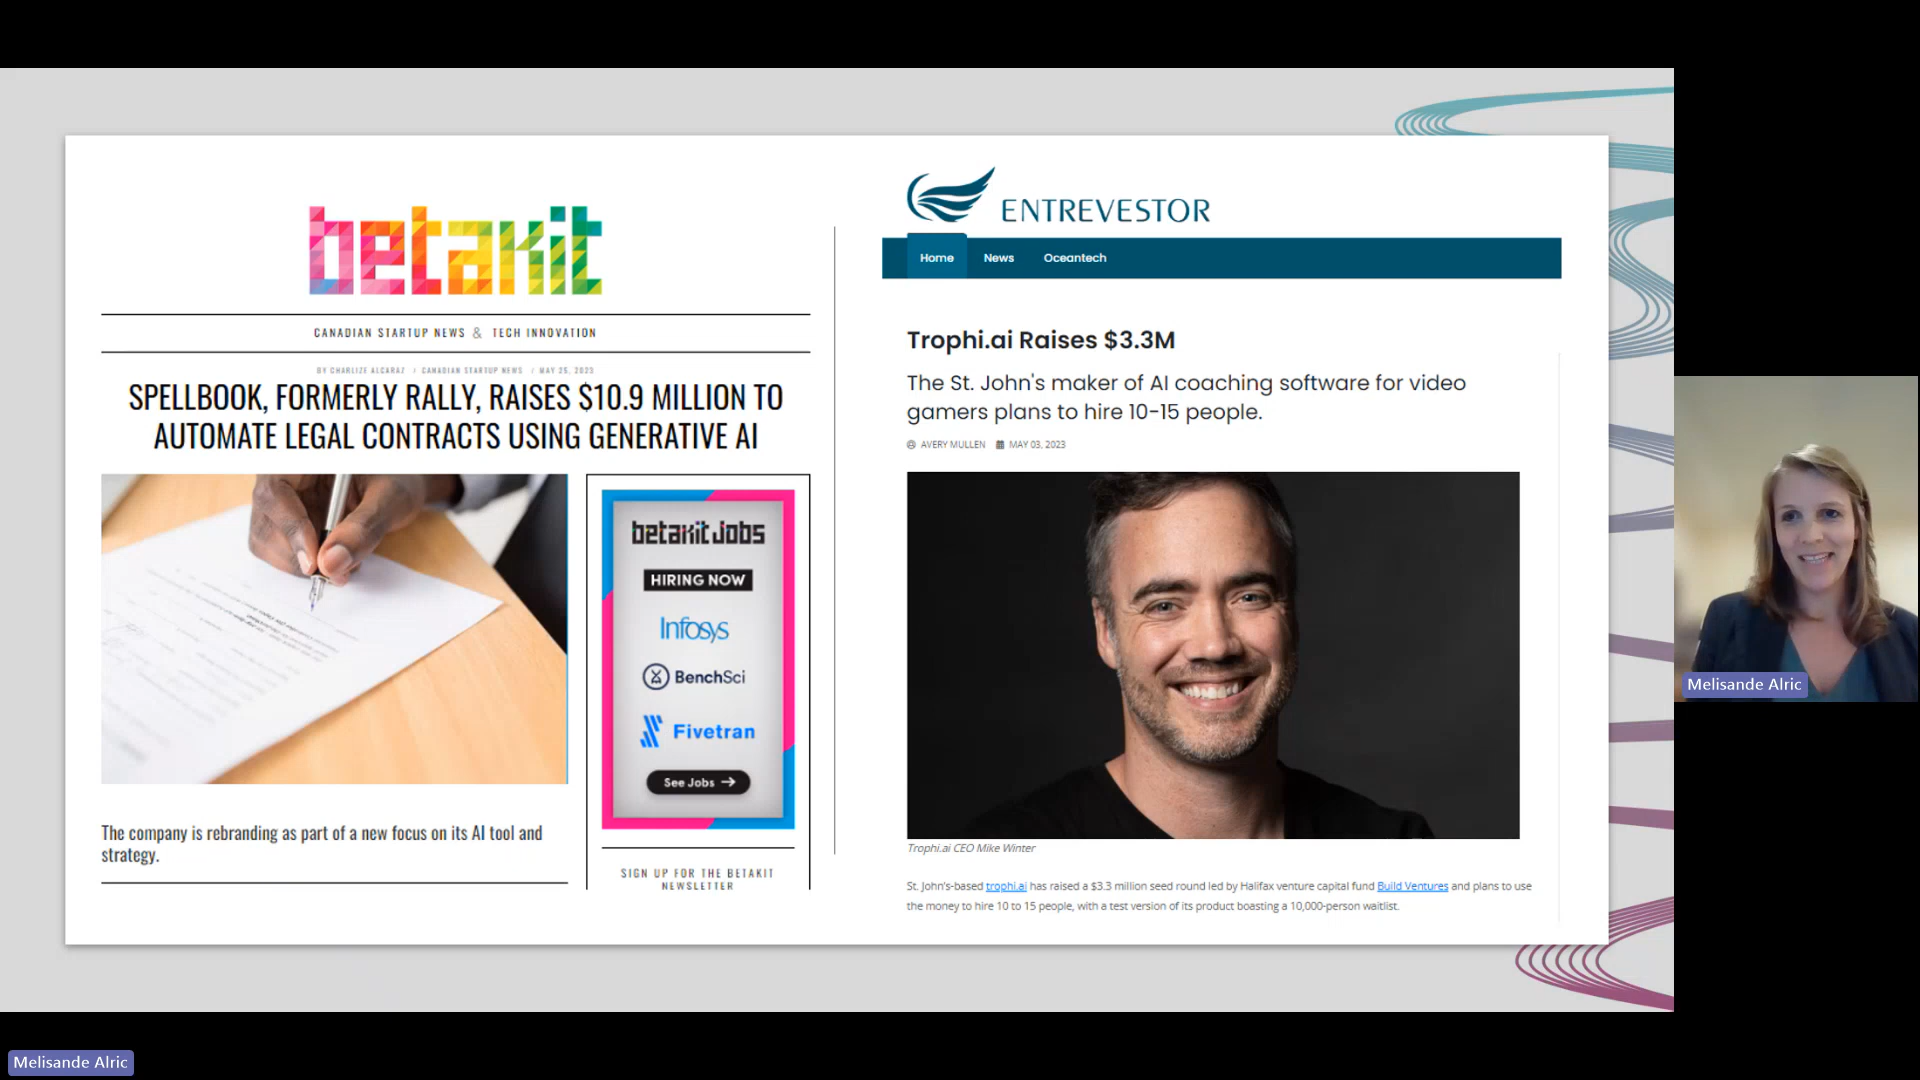 betakit
CANADIAN STARTUP NEWS & TECH INNOVATION
BY CHARLIZE ALCARAZ / CANADIAN STARTUP NEWS / MAY 25, 2023
SPELLBOOK, FORMERLY RALLY, RAISES $10.9 MILLION TO
AUTOMATE LEGAL CONTRACTS USING GENERATIVE AI
betakit jobs
HIRING NOW
Infosys
BenchSci
Fivetran
See Jobs →
The company is rebranding as part of a new focus on its AI tool and
strategy.
SIGN UP FOR THE BETAKIT
NEWSLETTER
ENTREVESTOR
Home News Oceantech
Trophi.ai Raises $3.3M
The St. John's maker of AI coaching software for video
gamers plans to hire 10-15 people.
AVERY MULLEN MAY 03, 2023
Trophi.ai CEO Mike Winter
St. John's-based trophi.ai has raised a $3.3 million seed round led by Halifax venture capital fund Build Ventures and plans to use
the money to hire 10 to 15 people, with a test version of its product boasting a 10,000-person waitlist.
Melisande Alric
Melisande Alric